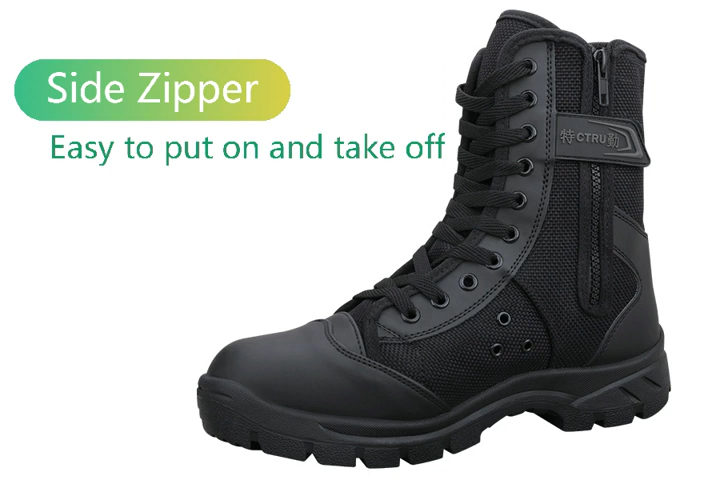 Side Zipper
Easy to put on and take off
特CTRU勤